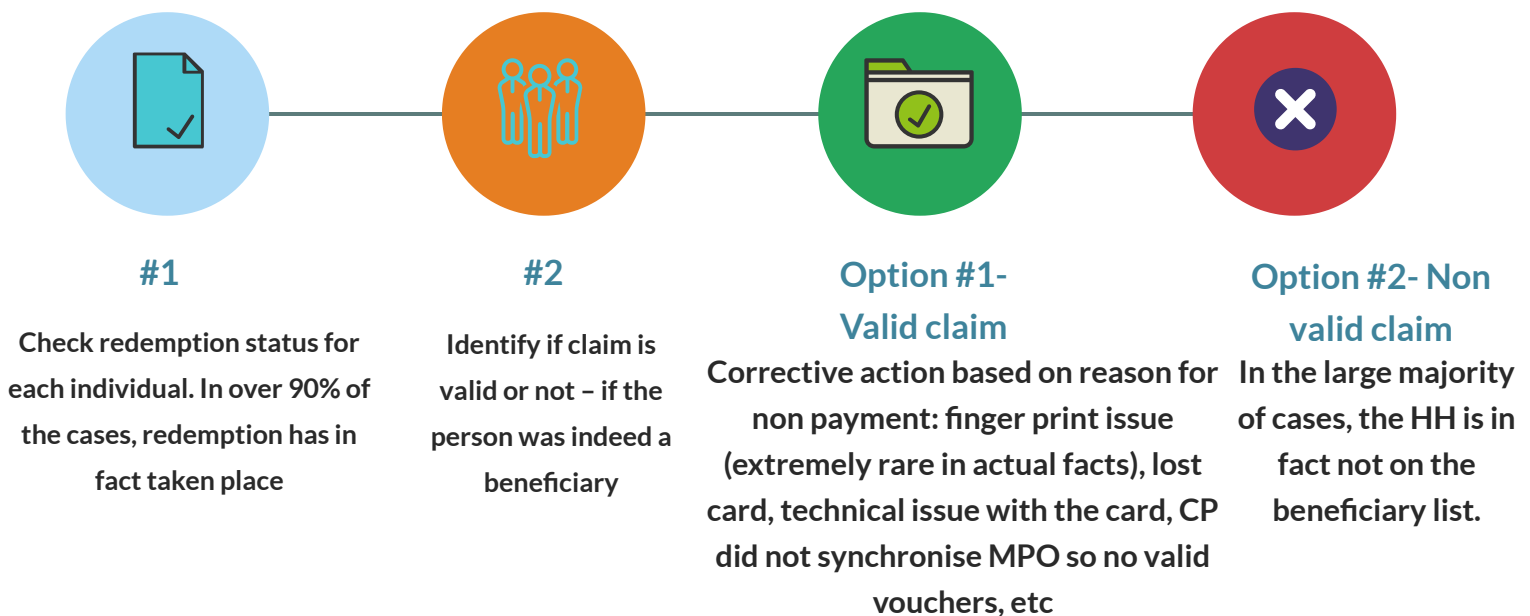 #1
Check redemption status for
each individual. In over 90% of
the cases, redemption has in
fact taken place
#2
Identify if claim is
valid or not – if the
person was indeed a
beneficiary
Option #1-
Valid claim
Corrective action based on reason for
non payment: finger print issue
(extremely rare in actual facts), lost
card, technical issue with the card, CP
did not synchronise MPO so no valid
vouchers, etc
Option #2- Non
valid claim
In the large majority
of cases, the HH is in
fact not on the
beneficiary list.